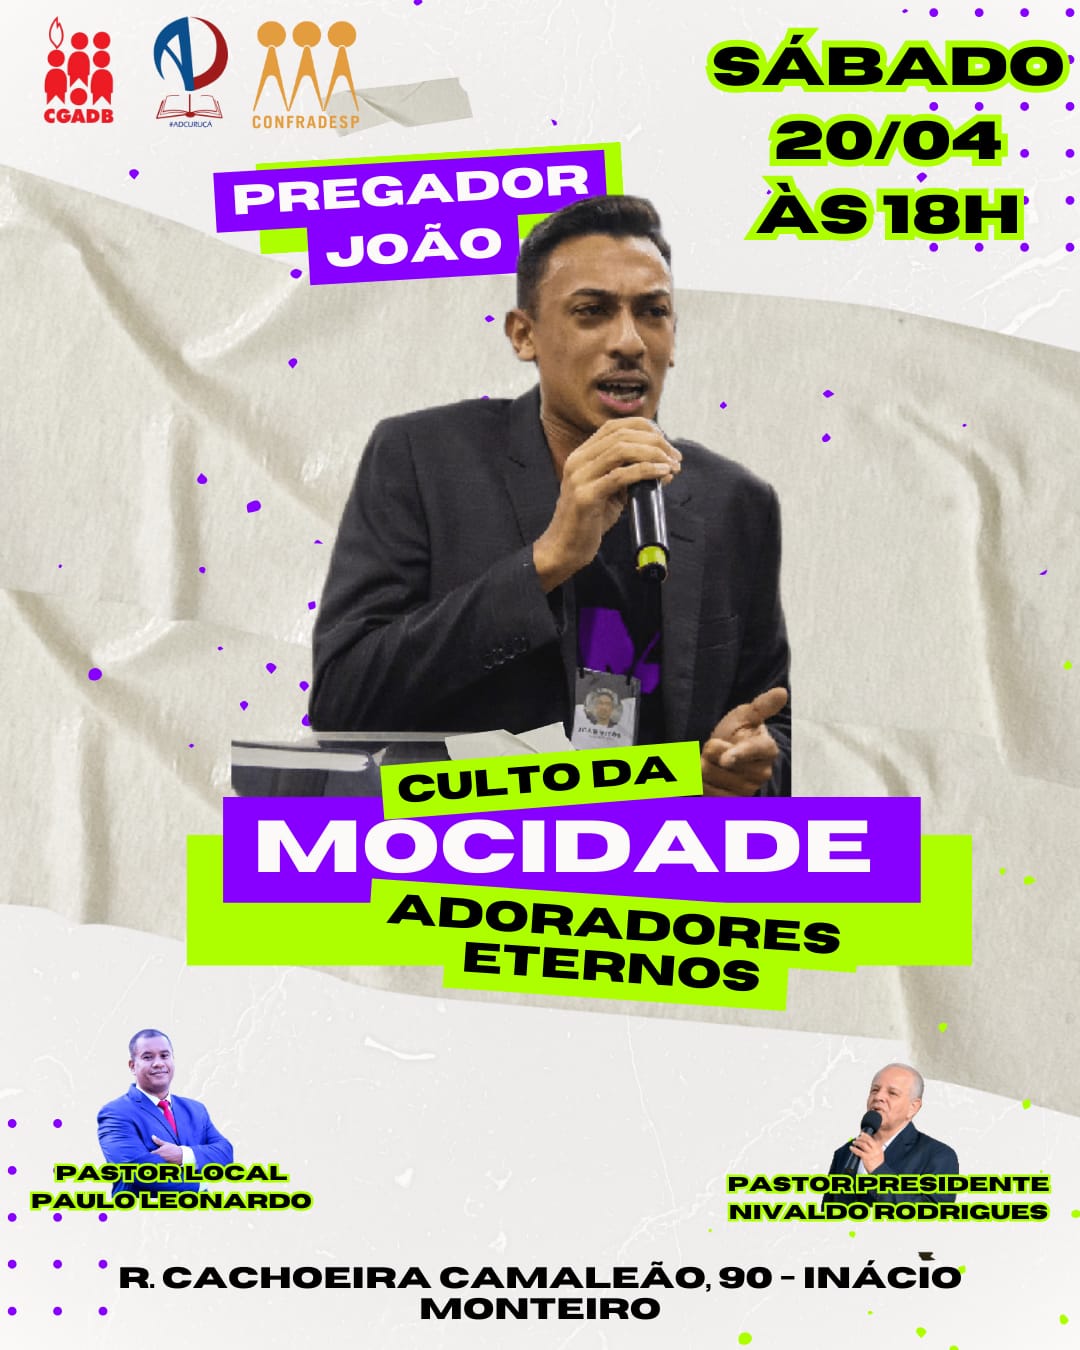 CGADB
#ADCURUÇÁ
CONFRADESP
SÁBADO
20/04
ÀS 18H
PREGADOR
JOÃO
CULTO DA
MOCIDADE
ADORADORES
ETERNOS
PASTOR LOCAL
PAULO LEONARDO
PASTOR PRESIDENTE
NIVALDO RODRIGUES
R. CACHOEIRA CAMALEÃO, 90 - INÁCIO
MONTEIRO